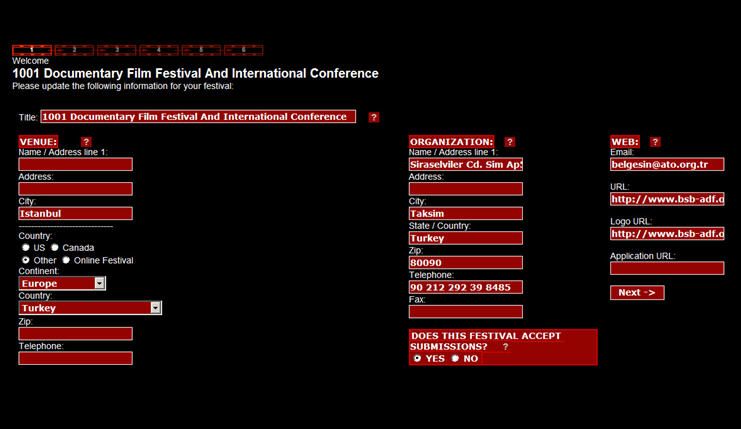 1 2 3 4 5 6
Welcome
1001 Documentary Film Festival And International Conference
Please update the following information for your festival:
Title: 1001 Documentary Film Festival And International Conference ?
VENUE: ?
Name / Address line 1:
Address:
City:
Istanbul
------------------------------
Country:
US Canada
Other Online Festival
Continent:
Europe
Country:
Turkey
Zip:
Telephone:
ORGANIZATION: ?
Name / Address line 1:
Siraselviler Cd. Sim Ap
Address:
City:
Taksim
State / Country:
Turkey
Zip:
80090
Telephone:
90 212 292 39 8485
Fax:
DOES THIS FESTIVAL ACCEPT
SUBMISSIONS? ?
YES NO
WEB: ?
Email:
belgesin@ato.org.tr
URL:
http://www.bsb-adf.o
Logo URL:
http://www.bsb-adf.o
Application URL:
Next ->